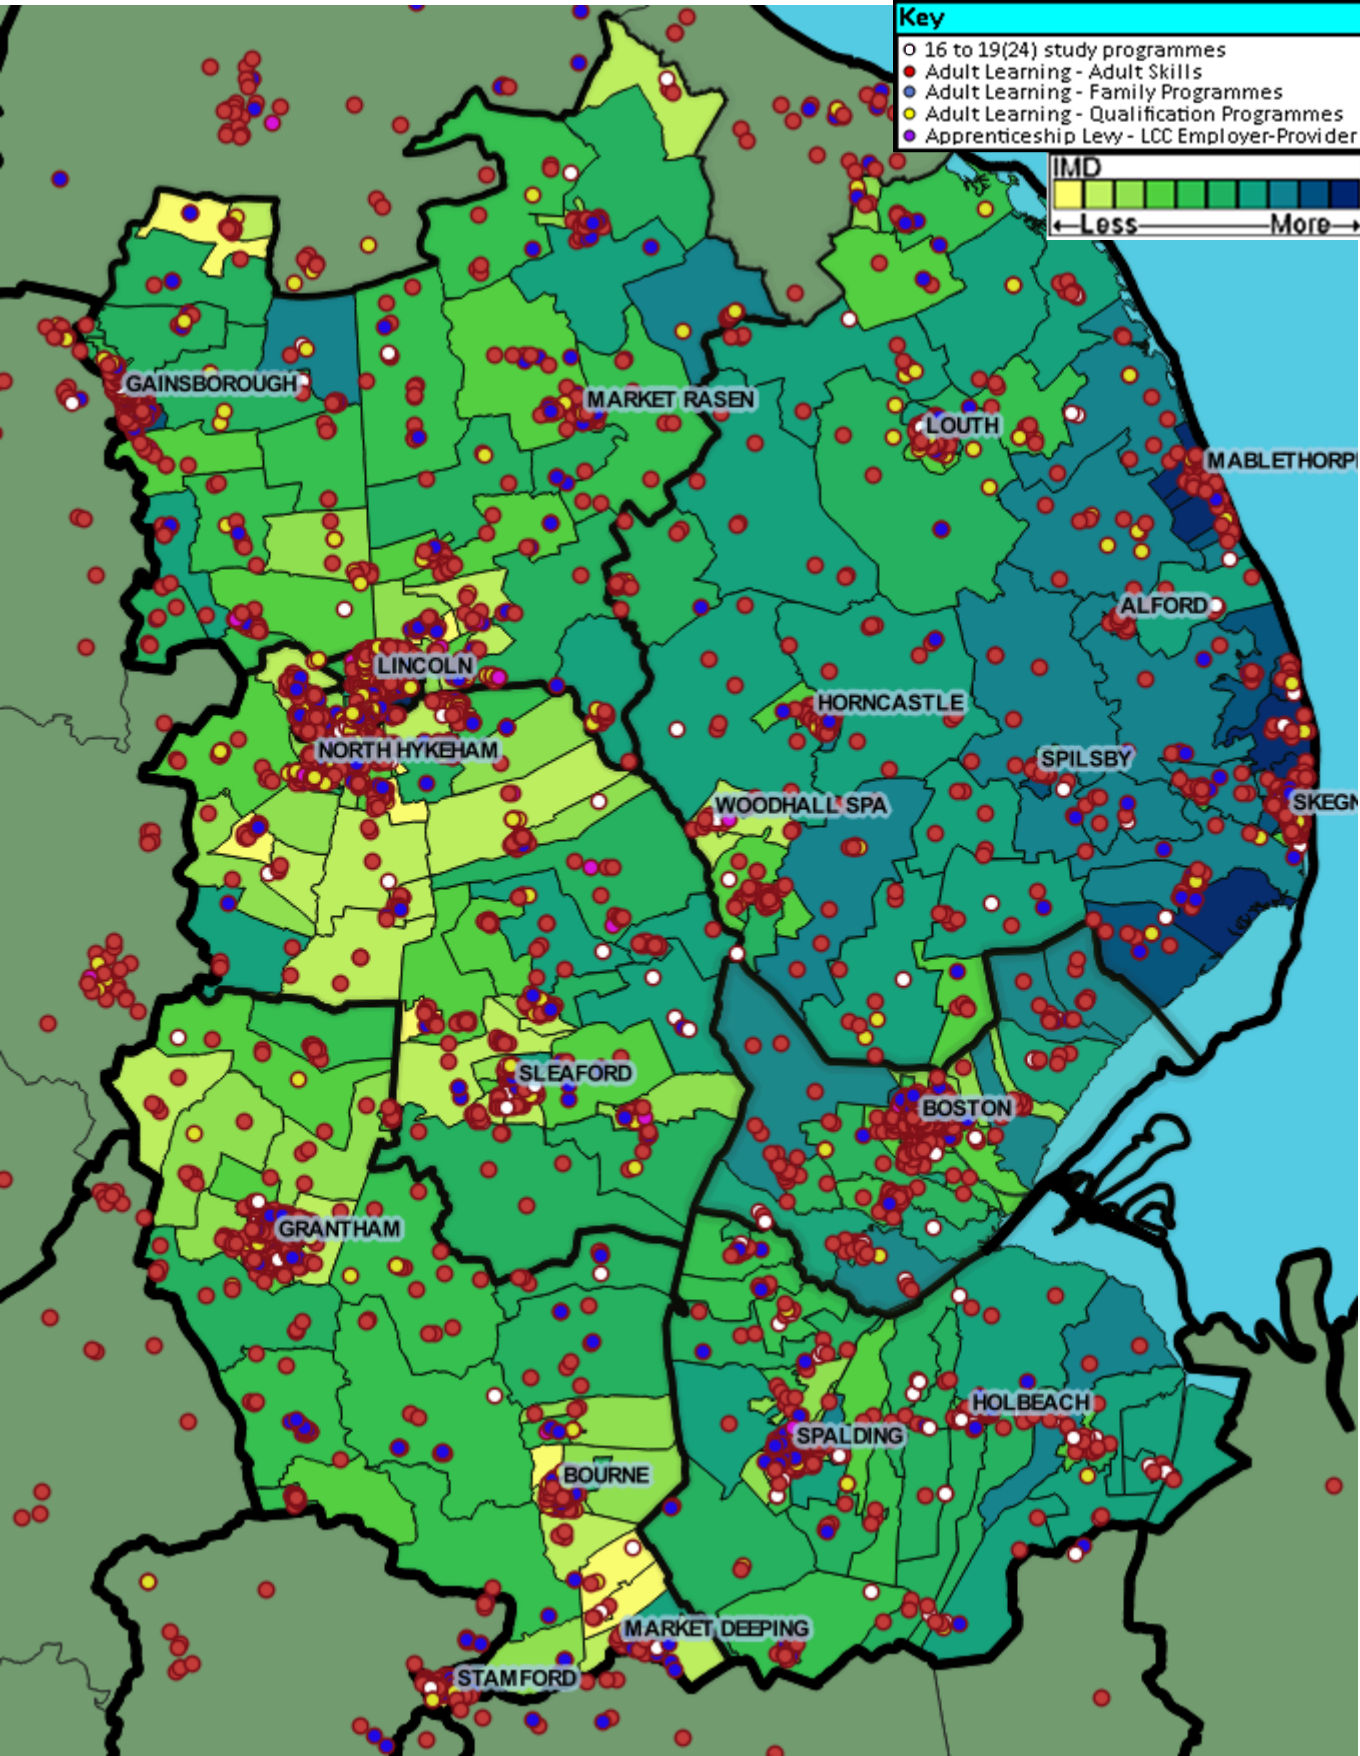 Key
16 to 19(24) study programmes
Adult Learning - Adult Skills
Adult Learning - Family Programmes
Adult Learning - Qualification Programmes
Apprenticeship Levy - LCC Employer-Provider
IMD
Less
More
GAINSBOROUGH
MARKET RASEN
LOUTH
MABLETHORP
ALFORD
LINCOLN
HORNCASTLE
NORTH HYKEHAM
SPILSBY
WOODHALL SPA
SKEGN
SLEAFORD
BOSTON
GRANTHAM
HOLBEACH
SPALDING
BOURNE
MARKET DEEPING
STAMFORD